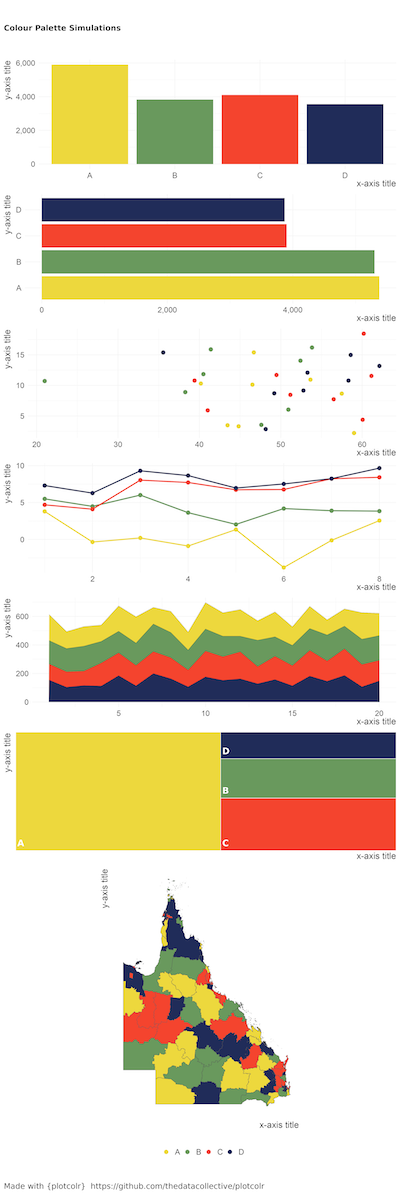 Colour Palette Simulations
y-axis title
6,000
4,000
2,000
0
A B C D
x-axis title
y-axis title
D
C
B
A
0 2,000 4,000
x-axis title
y-axis title
15
10
5
20 30 40 50 60
x-axis title
y-axis title
10
5
0
2 4 6 8
x-axis title
y-axis title
600
400
200
0
5 10 15 20
x-axis title
y-axis title
D
B
A C
x-axis title
y-axis title
x-axis title
A B C D
Made with {plotcolr} https://github.com/thedatacollective/plotcolr